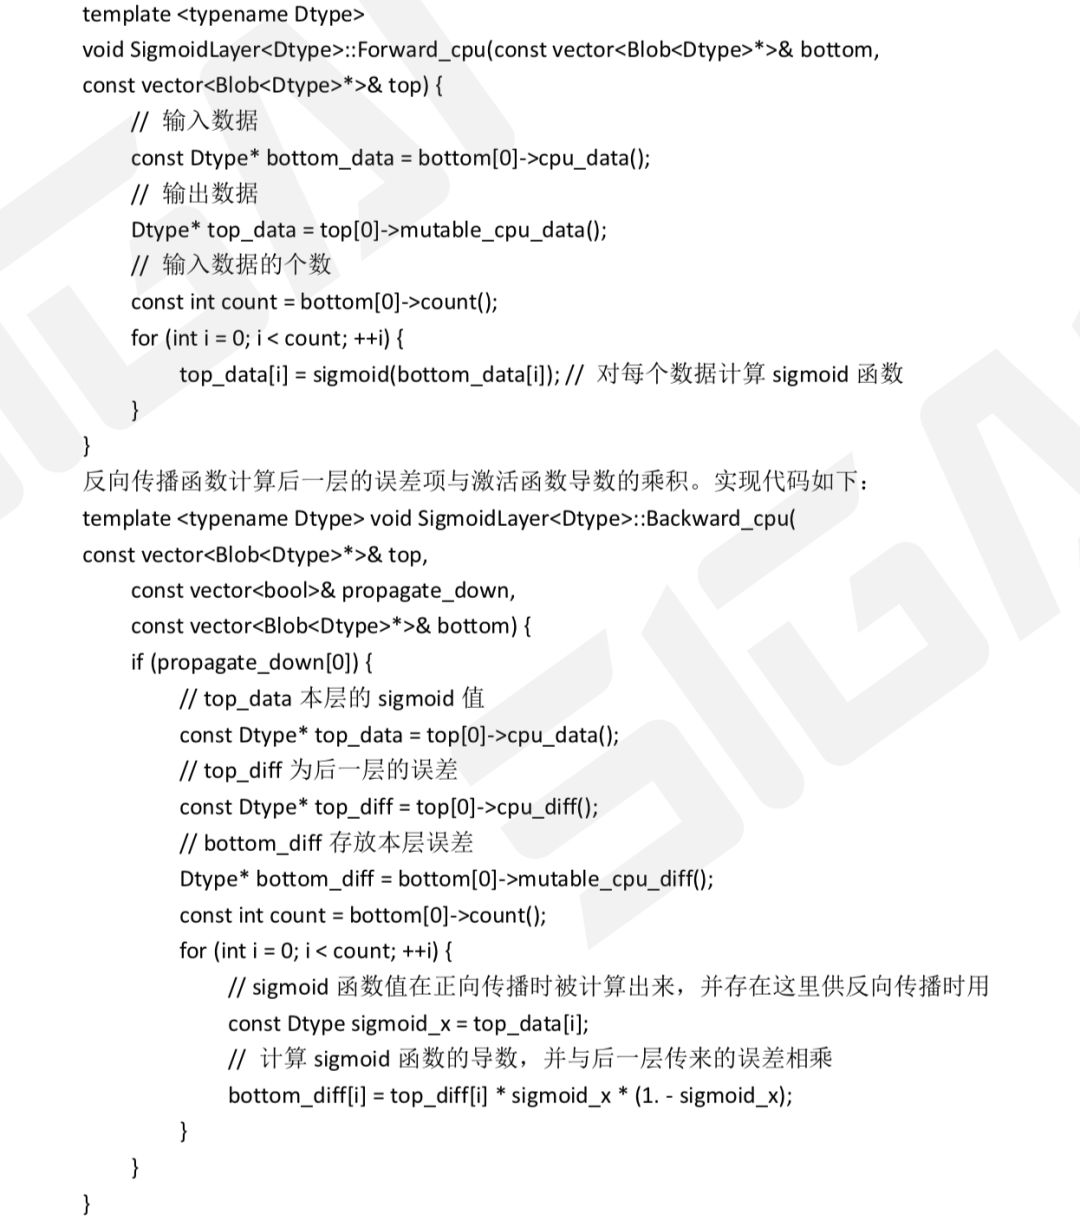 template <typename Dtype>
void SigmoidLayer<Dtype>::Forward_cpu(const vector<Blob<Dtype>*>& bottom,
const vector<Blob<Dtype>*>& top) {
// 输入数据
const Dtype* bottom_data = bottom[0]->cpu_data();
// 输出数据
Dtype* top_data = top[0]->mutable_cpu_data();
// 输入数据的个数
const int count = bottom[0]->count();
for (int i = 0; i < count; ++i) {
top_data[i] = sigmoid(bottom_data[i]); // 对每个数据计算 sigmoid 函数
}
}
反向传播函数计算后一层的误差项与激活函数导数的乘积。实现代码如下：
template <typename Dtype> void SigmoidLayer<Dtype>::Backward_cpu(
const vector<Blob<Dtype>*>& top,
const vector<bool>& propagate_down,
const vector<Blob<Dtype>*>& bottom) {
if (propagate_down[0]) {
// top_data 本层的 sigmoid 值
const Dtype* top_data = top[0]->cpu_data();
// top_diff 为后一层的误差
const Dtype* top_diff = top[0]->cpu_diff();
// bottom_diff 存放本层误差
Dtype* bottom_diff = bottom[0]->mutable_cpu_diff();
const int count = bottom[0]->count();
for (int i = 0; i < count; ++i) {
// sigmoid 函数值在正向传播时被计算出来，并存在这里供反向传播时用
const Dtype sigmoid_x = top_data[i];
// 计算 sigmoid 函数的导数，并与后一层传来的误差相乘
bottom_diff[i] = top_diff[i] * sigmoid_x * (1. - sigmoid_x);
}
}
}